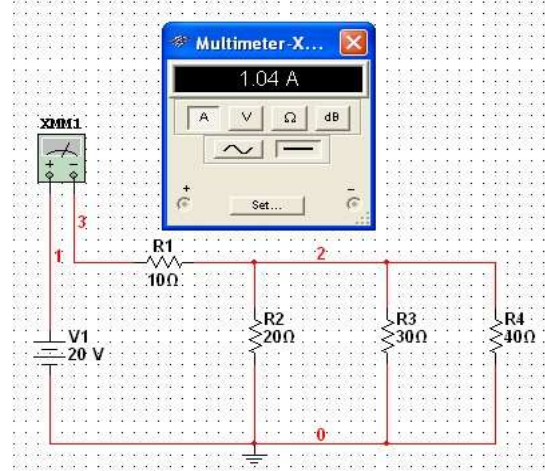 Multimeter-X...
1.04 A
A V Ω dB
+ −
Set...
XMM1
+ −
3
1
R1
10Ω
2
V1
20 V
R2
20Ω
R3
30Ω
R4
40Ω
0